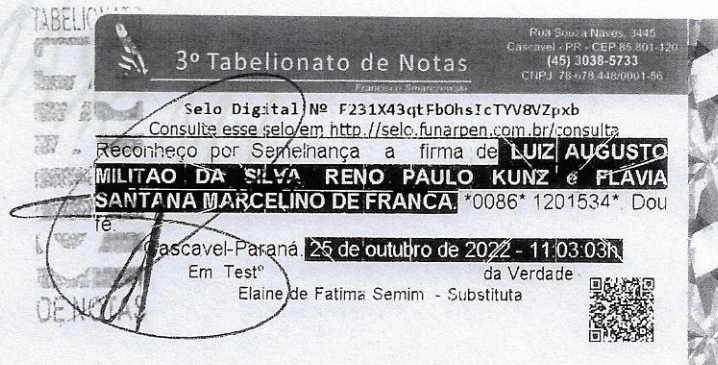 TABELIO
Rua Souza Naves, 3445
Cascavel - PR - CEP 85.801-120
(45) 3038-5733
CNPJ: 78.678.448/0001-56
3º Tabelionato de Notas
Francisco Smarczewski
Selo Digital Nº F231X43qtFbOhsIcTYV8VZpxb
Consulte esse selo em http://selo.funarpen.com.br/consulta
Reconheço por Semelhança a firma de LUIZ AUGUSTO
MILITAO DA SILVA RENO PAULO KUNZ e FLAVIA
SANTANA MARCELINO DE FRANCA. *0086* 1201534*. Dou
fé.
Cascavel-Paraná. 25 de outubro de 2022 - 11:03:03h
Em Testº da Verdade
Elaine de Fatima Semim - Substituta
DE NOTAS